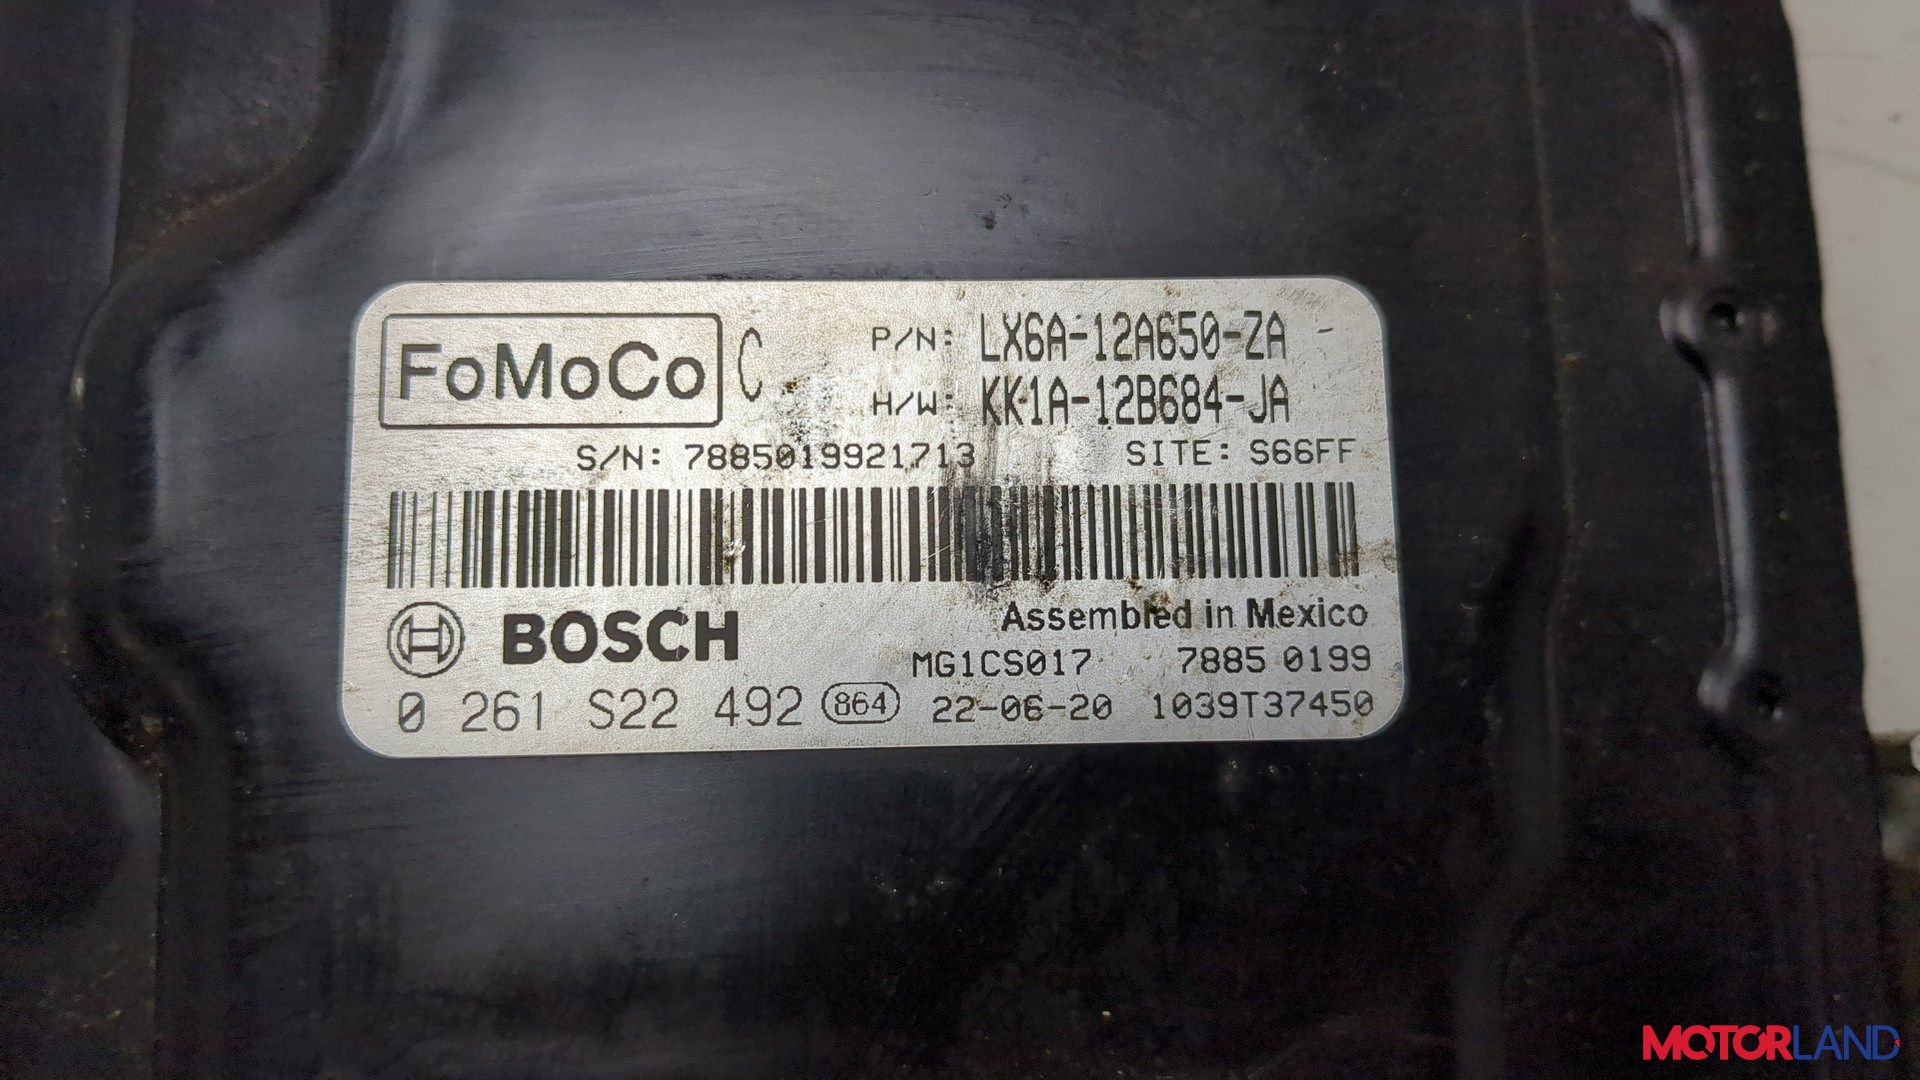 FoMoCo C P/N: LX6A-12A650-ZA
H/W: KK1A-12B684-JA
S/N: 7885019921713 SITE: S66FF
Assembled in Mexico
BOSCH
MG1CS017 7885 0199
0 261 S22 492 864 22-06-20 1039T37450
MOTORLAND